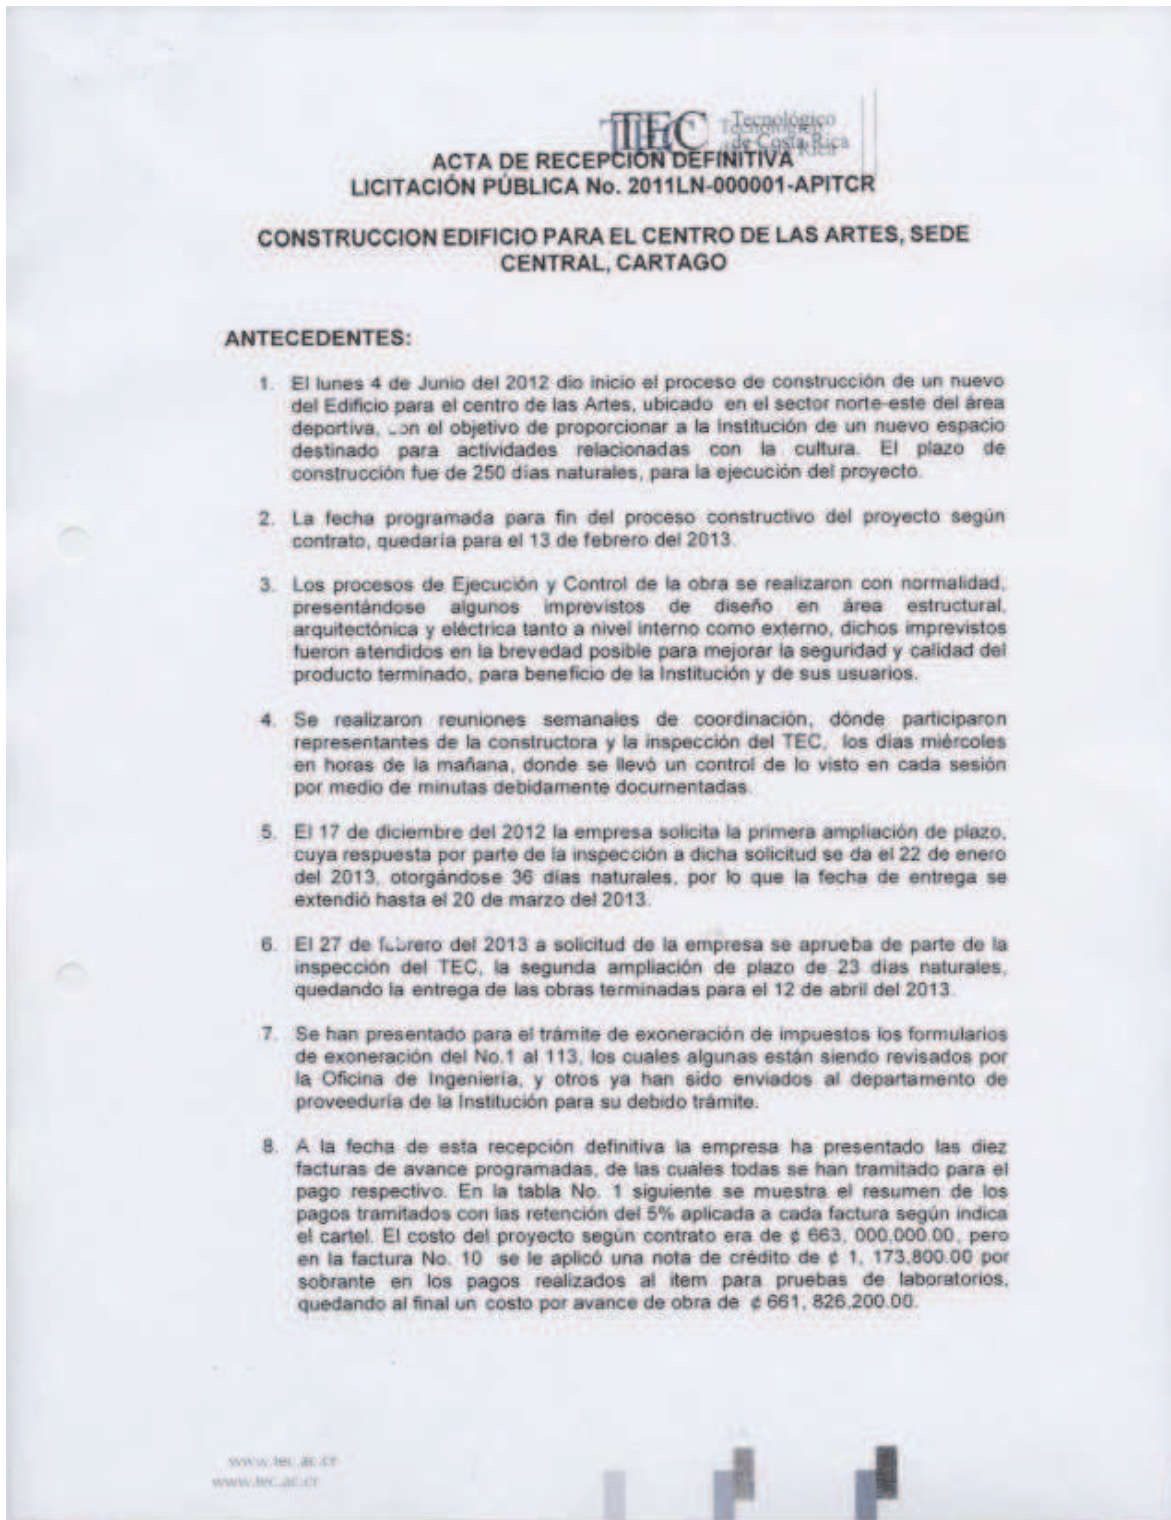 TEC Tecnológico
de Costa Rica
ACTA DE RECEPCIÓN DEFINITIVA
LICITACIÓN PÚBLICA No. 2011LN-000001-APITCR
CONSTRUCCION EDIFICIO PARA EL CENTRO DE LAS ARTES, SEDE
CENTRAL, CARTAGO
ANTECEDENTES:
1. El lunes 4 de Junio del 2012 dio inicio el proceso de construcción de un nuevo
del Edificio para el centro de las Artes, ubicado en el sector norte-este del área
deportiva, con el objetivo de proporcionar a la Institución de un nuevo espacio
destinado para actividades relacionadas con la cultura. El plazo de
construcción fue de 250 días naturales, para la ejecución del proyecto.
2. La fecha programada para fin del proceso constructivo del proyecto según
contrato, quedaría para el 13 de febrero del 2013.
3. Los procesos de Ejecución y Control de la obra se realizaron con normalidad,
presentándose algunos imprevistos de diseño en área estructural,
arquitectónica y eléctrica tanto a nivel interno como externo, dichos imprevistos
fueron atendidos en la brevedad posible para mejorar la seguridad y calidad del
producto terminado, para beneficio de la Institución y de sus usuarios.
4. Se realizaron reuniones semanales de coordinación, dónde participaron
representantes de la constructora y la inspección del TEC, los días miércoles
en horas de la mañana, donde se llevó un control de lo visto en cada sesión
por medio de minutas debidamente documentadas.
5. El 17 de diciembre del 2012 la empresa solicita la primera ampliación de plazo,
cuya respuesta por parte de la inspección a dicha solicitud se da el 22 de enero
del 2013, otorgándose 36 días naturales, por lo que la fecha de entrega se
extendió hasta el 20 de marzo del 2013.
6. El 27 de febrero del 2013 a solicitud de la empresa se aprueba de parte de la
inspección del TEC, la segunda ampliación de plazo de 23 días naturales,
quedando la entrega de las obras terminadas para el 12 de abril del 2013.
7. Se han presentado para el trámite de exoneración de impuestos los formularios
de exoneración del No.1 al 113, los cuales algunas están siendo revisados por
la Oficina de Ingeniería, y otros ya han sido enviados al departamento de
proveeduría de la Institución para su debido trámite.
8. A la fecha de esta recepción definitiva la empresa ha presentado las diez
facturas de avance programadas, de las cuales todas se han tramitado para el
pago respectivo. En la tabla No. 1 siguiente se muestra el resumen de los
pagos tramitados con las retención del 5% aplicada a cada factura según indica
el cartel. El costo del proyecto según contrato era de ¢ 663, 000,000.00, pero
en la factura No. 10 se le aplicó una nota de crédito de ¢ 1, 173,800.00 por
sobrante en los pagos realizados al item para pruebas de laboratorios,
quedando al final un costo por avance de obra de ¢ 661, 826,200.00.
www.tec.ac.cr
www.tec.ac.cr